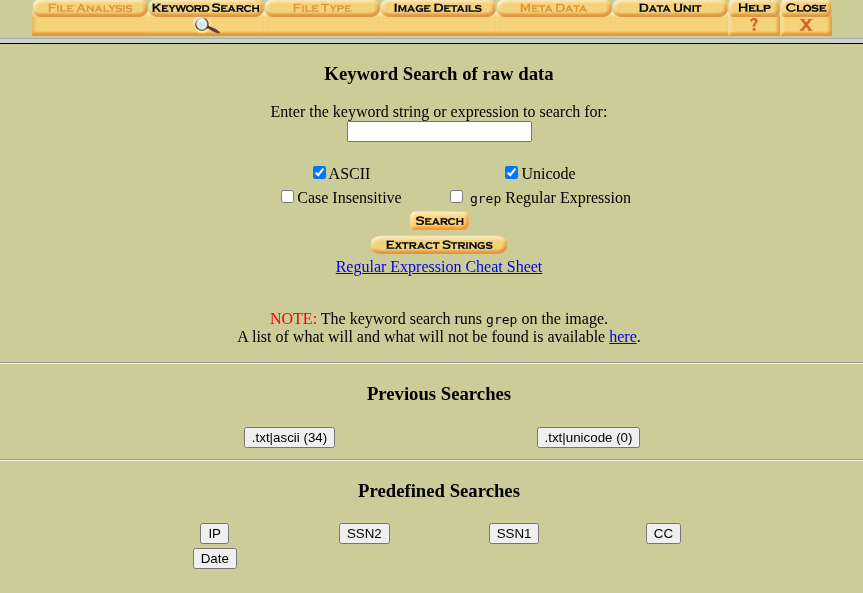 FILE ANALYSIS KEYWORD SEARCH FILE TYPE IMAGE DETAILS META DATA DATA UNIT HELP CLOSE
? X
Keyword Search of raw data
Enter the keyword string or expression to search for:
ASCII Unicode
Case Insensitive grep Regular Expression
SEARCH
EXTRACT STRINGS
Regular Expression Cheat Sheet
NOTE: The keyword search runs grep on the image.
A list of what will and what will not be found is available here.
Previous Searches
.txt|ascii (34) .txt|unicode (0)
Predefined Searches
IP SSN2 SSN1 CC
Date